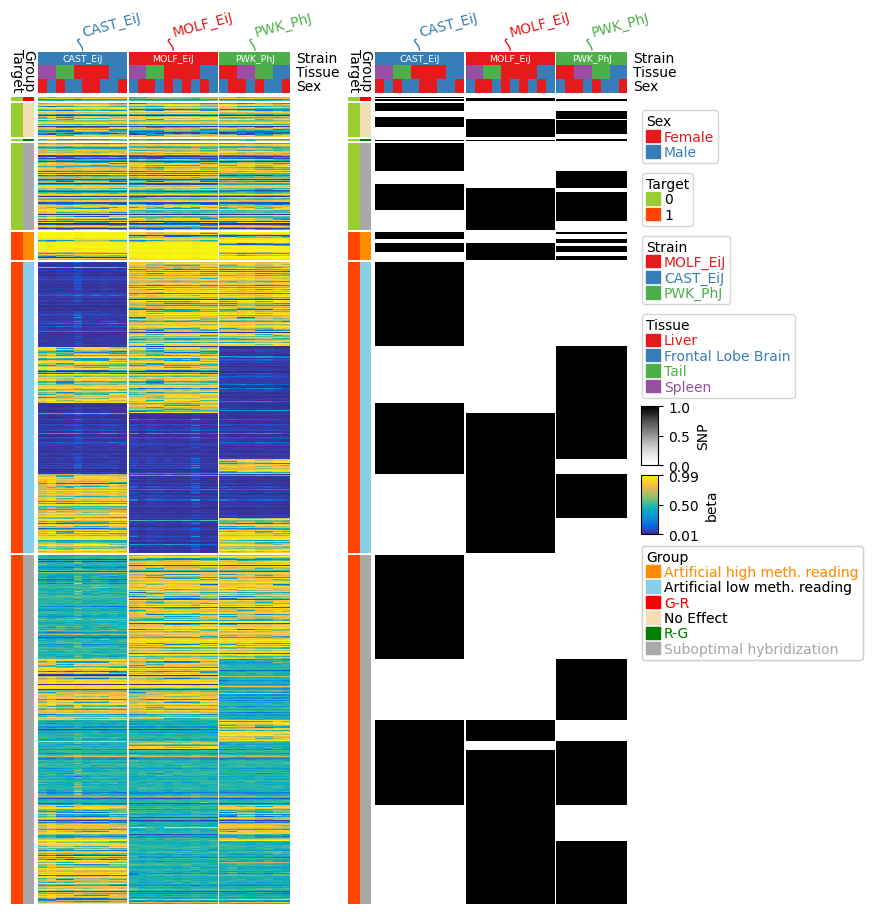 CAST_EiJ
MOLF_EiJ
PWK_PhJ
CAST_EiJ
MOLF_EiJ
PWK_PhJ
CAST_EiJ
MOLF_EiJ
PWK_PhJ
Strain
Tissue
Sex
Target
Group
CAST_EiJ
MOLF_EiJ
PWK_PhJ
Strain
Tissue
Sex
Target
Group
Sex
Female
Male
Target
0
1
Strain
MOLF_EiJ
CAST_EiJ
PWK_PhJ
Tissue
Liver
Frontal Lobe Brain
Tail
Spleen
1.0
0.5
0.0
SNP
0.99
0.50
0.01
beta
Group
Artificial high meth. reading
Artificial low meth. reading
G-R
No Effect
R-G
Suboptimal hybridization